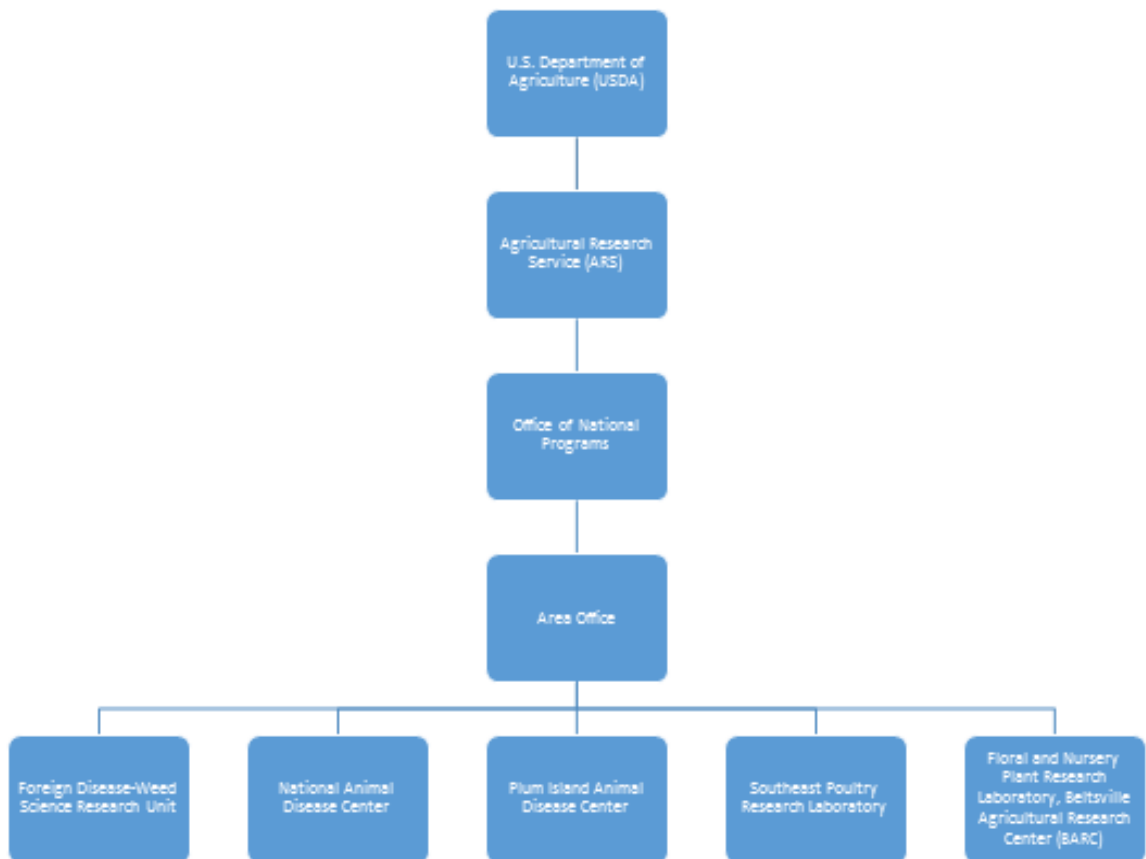 U.S. Department of
Agriculture (USDA)
Agricultural Research
Service (ARS)
Office of National
Programs
Area Office
Foreign Disease-Weed
Science Research Unit
National Animal
Disease Center
Plum Island Animal
Disease Center
Southeast Poultry
Research Laboratory
Floral and Nursery
Plant Research
Laboratory, Beltsville
Agricultural Research
Center (BARC)